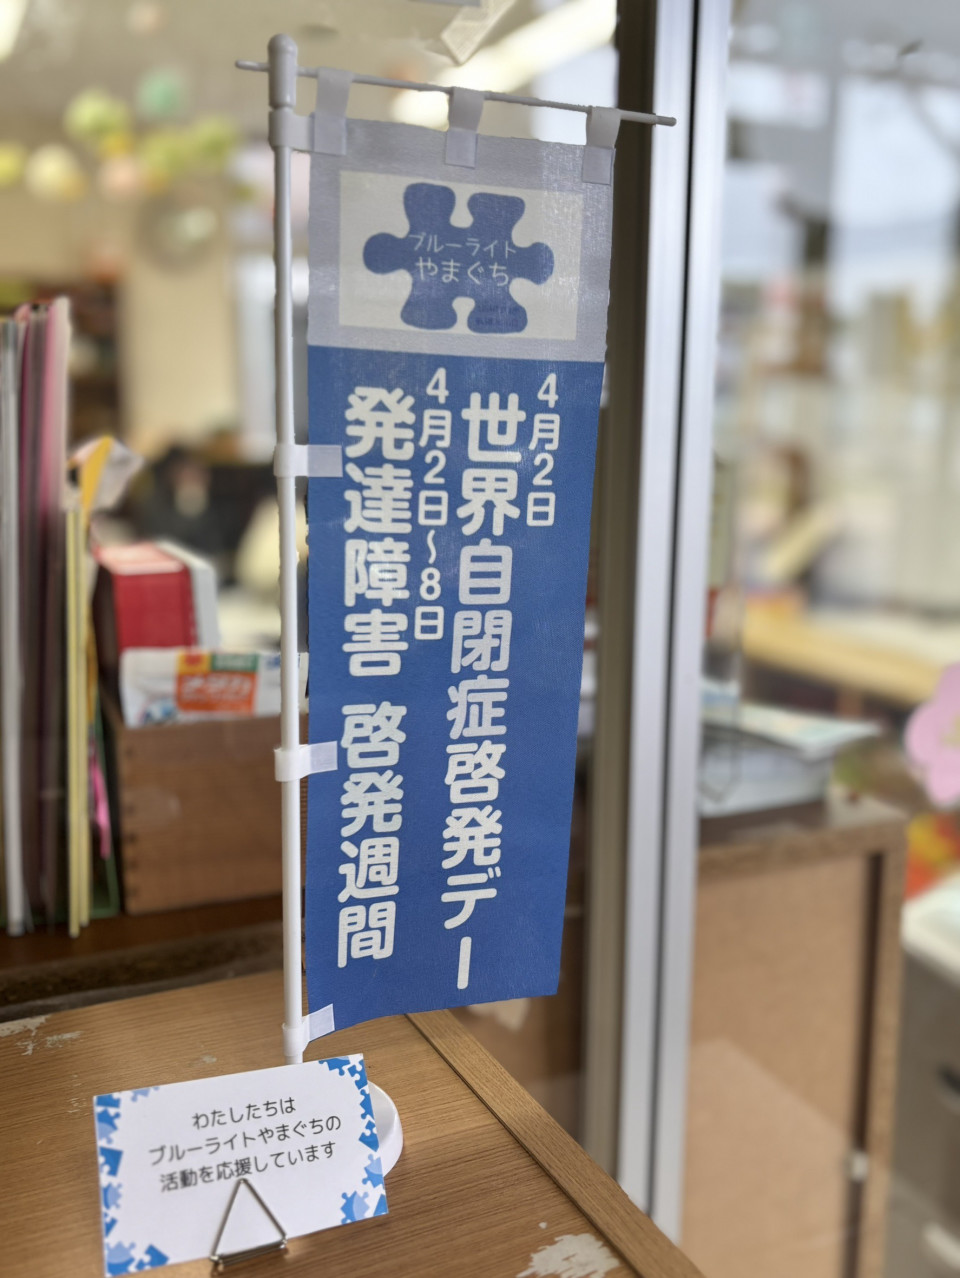 ブルーライト
やまぐち
4月2日
世界自閉症啓発デー
4月2日～8日
発達障害 啓発週間
わたしたちは
ブルーライトやまぐちの
活動を応援しています